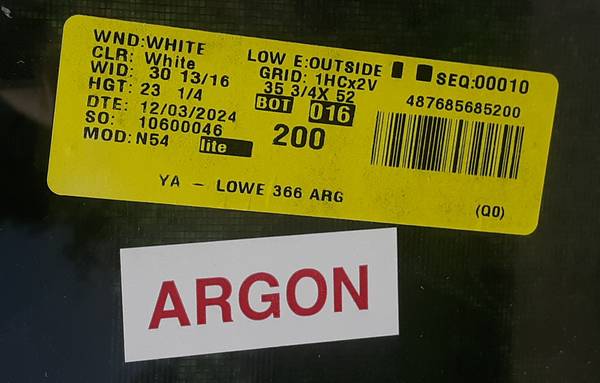 WND:WHITE LOW E:OUTSIDE SEQ:00010
CLR: White GRID: 1HCx2V
WID: 30 13/16 35 3/4X 52 487685685200
HGT: 23 1/4 BOT 016
DTE: 12/03/2024 200
SO: 10600046
MOD: N54 lite
YA - LOWE 366 ARG (Q0)
ARGON